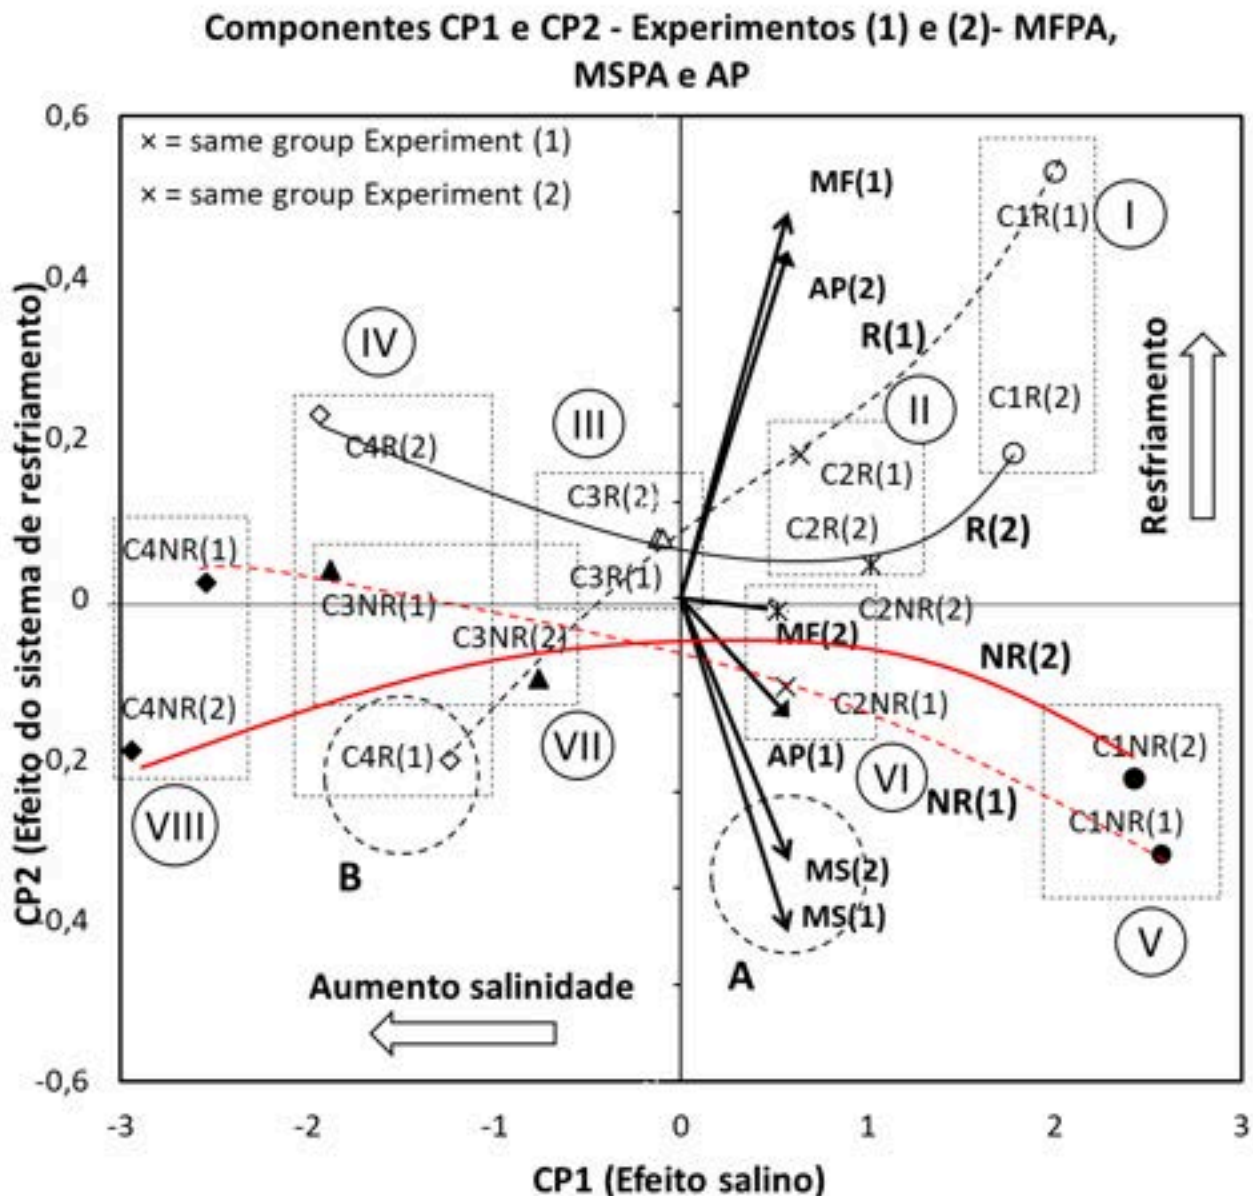 Componentes CP1 e CP2 - Experimentos (1) e (2)- MFPA,
MSPA e AP
× = same group Experiment (1)
× = same group Experiment (2)
0,6
0,4
0,2
0
-0,2
-0,4
-0,6
CP2 (Efeito do sistema de resfriamento)
MF(1)
AP(2)
R(1)
C1R(1)
I
IV
III
II
C1R(2)
Resfriamento
C4R(2)
C3R(2)
C2R(1)
C2R(2)
R(2)
C4NR(1)
C3R(1)
C3NR(1)
C2NR(2)
C3NR(2)
MF(2)
NR(2)
C4NR(2)
C2NR(1)
C4R(1)
VII
AP(1)
VI
C1NR(2)
NR(1)
C1NR(1)
VIII
B
MS(2)
MS(1)
V
A
Aumento salinidade
-3
-2
-1
0
1
2
3
CP1 (Efeito salino)